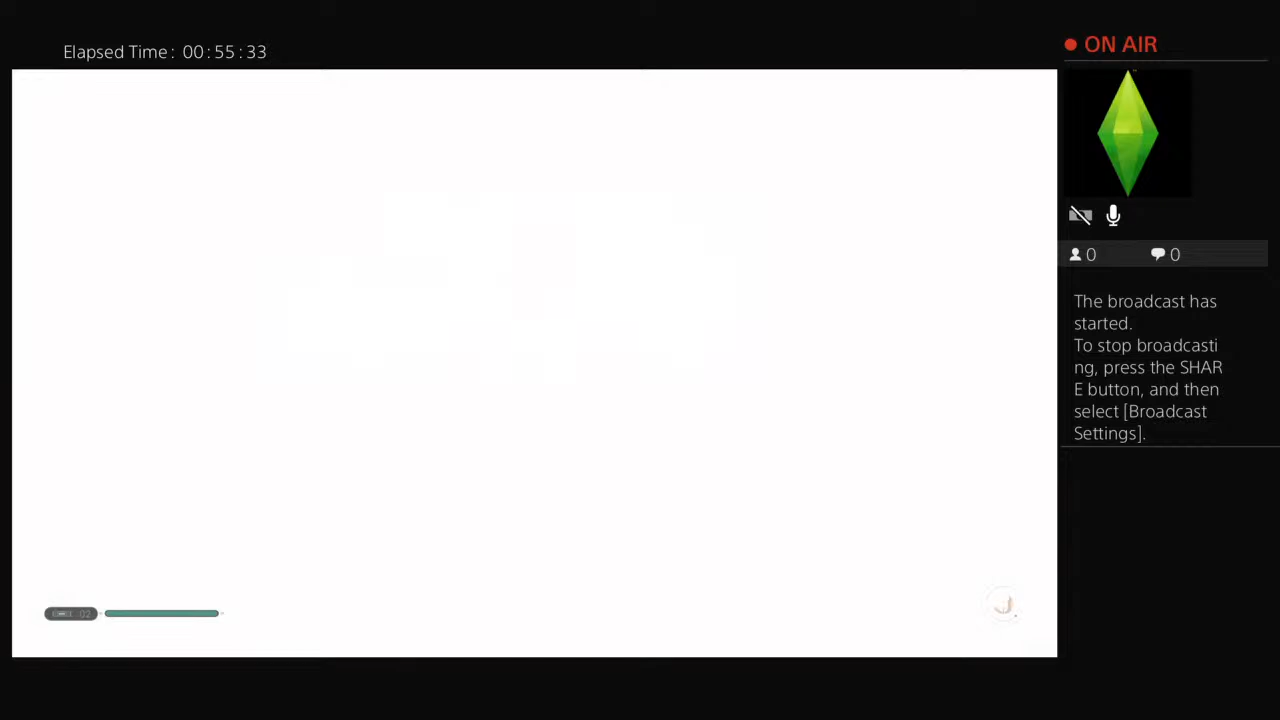 Elapsed Time: 00:55:33
ON AIR
0 0
The broadcast has
started.
To stop broadcasti
ng, press the SHAR
E button, and then
select [Broadcast
Settings].
02